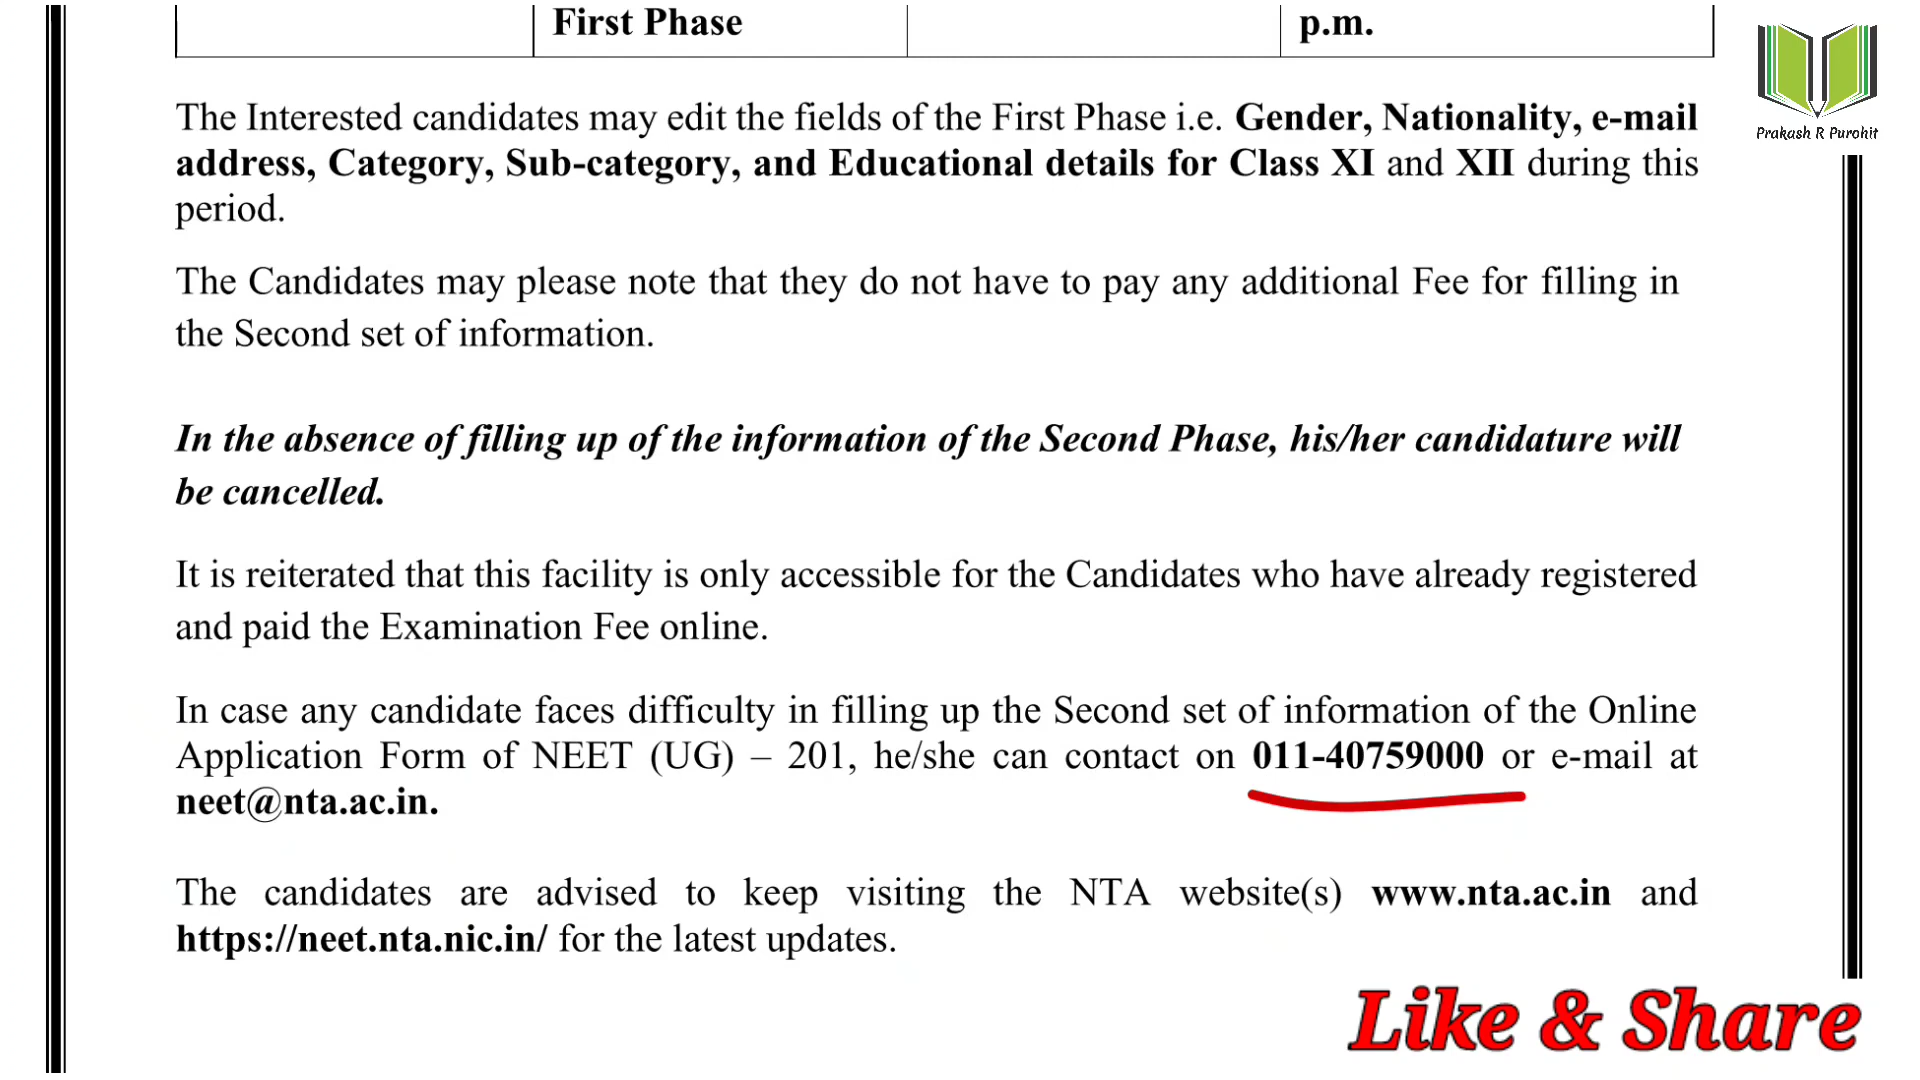 First Phase
p.m.
Prakash R Purohit
The Interested candidates may edit the fields of the First Phase i.e. Gender, Nationality, e-mail
address, Category, Sub-category, and Educational details for Class XI and XII during this
period.
The Candidates may please note that they do not have to pay any additional Fee for filling in
the Second set of information.
In the absence of filling up of the information of the Second Phase, his/her candidature will
be cancelled.
It is reiterated that this facility is only accessible for the Candidates who have already registered
and paid the Examination Fee online.
In case any candidate faces difficulty in filling up the Second set of information of the Online
Application Form of NEET (UG) – 201, he/she can contact on 011-40759000 or e-mail at
neet@nta.ac.in.
The candidates are advised to keep visiting the NTA website(s) www.nta.ac.in and
https://neet.nta.nic.in/ for the latest updates.
Like & Share